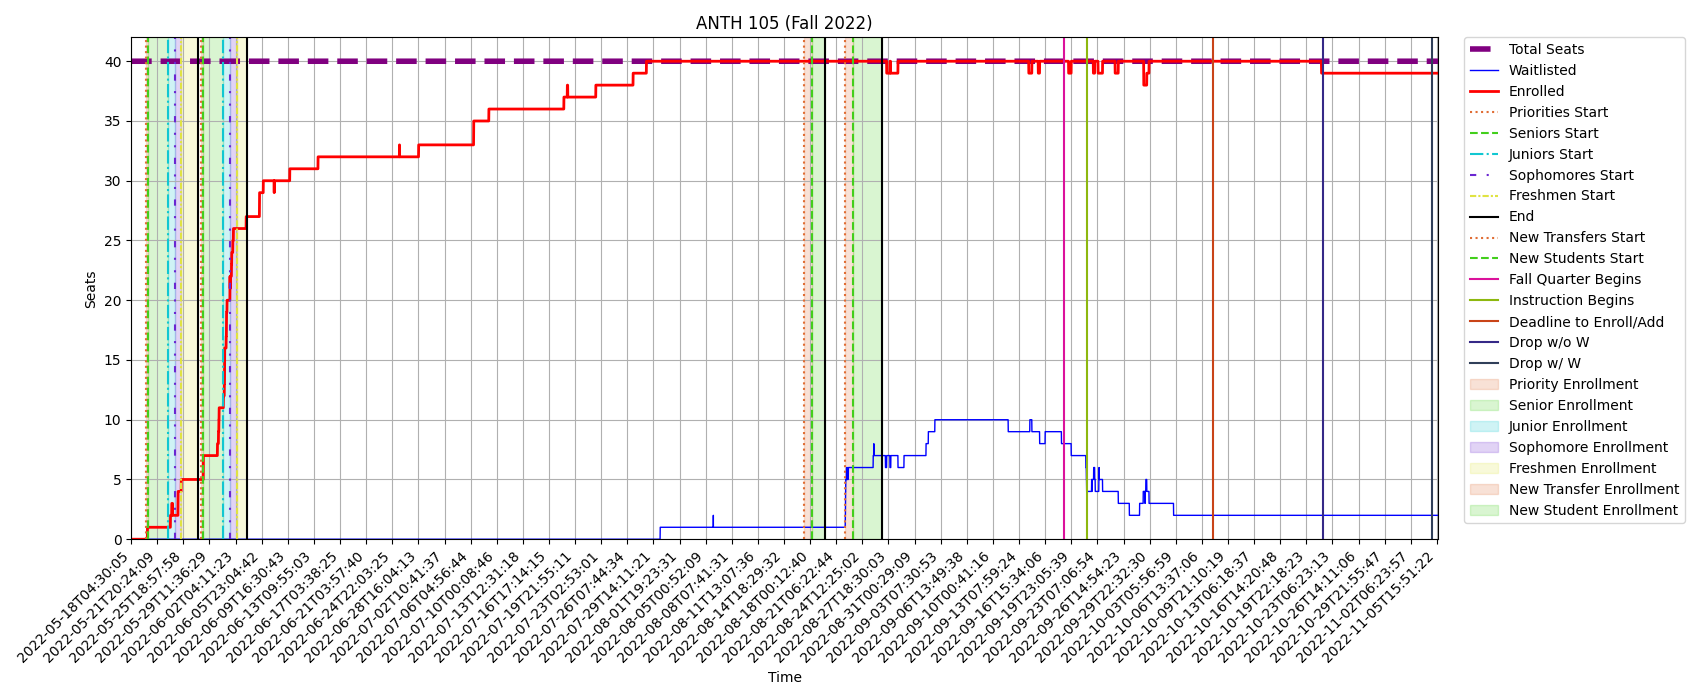 ANTH 105 (Fall 2022)
Seats
40
35
30
25
20
15
10
5
0
2022-05-18T04:30:05
2022-05-21T20:24:09
2022-05-25T18:57:58
2022-05-29T11:36:29
2022-06-02T04:11:23
2022-06-05T23:04:42
2022-06-09T16:30:43
2022-06-13T09:55:03
2022-06-17T03:38:25
2022-06-21T03:57:40
2022-06-24T22:03:25
2022-06-28T16:04:13
2022-07-02T10:41:37
2022-07-06T04:56:44
2022-07-10T00:08:46
2022-07-13T12:31:18
2022-07-16T17:14:15
2022-07-19T21:55:11
2022-07-23T02:53:01
2022-07-26T07:44:34
2022-07-29T14:11:21
2022-08-01T19:23:31
2022-08-05T00:52:09
2022-08-08T07:41:31
2022-08-11T13:07:36
2022-08-14T18:29:32
2022-08-18T00:12:40
2022-08-21T06:22:44
2022-08-24T12:25:02
2022-08-27T18:30:03
2022-08-31T00:29:09
2022-09-03T07:30:53
2022-09-06T13:49:38
2022-09-10T00:41:16
2022-09-13T07:59:24
2022-09-16T15:34:06
2022-09-19T23:05:39
2022-09-23T07:06:54
2022-09-26T14:54:23
2022-09-29T22:32:30
2022-10-03T05:56:59
2022-10-06T13:37:06
2022-10-09T21:10:19
2022-10-13T06:18:37
2022-10-16T14:20:48
2022-10-19T22:18:23
2022-10-23T06:23:13
2022-10-26T14:11:06
2022-10-29T21:55:47
2022-11-02T06:23:57
2022-11-05T15:51:22
Time
Total Seats
Waitlisted
Enrolled
Priorities Start
Seniors Start
Juniors Start
Sophomores Start
Freshmen Start
End
New Transfers Start
New Students Start
Fall Quarter Begins
Instruction Begins
Deadline to Enroll/Add
Drop w/o W
Drop w/ W
Priority Enrollment
Senior Enrollment
Junior Enrollment
Sophomore Enrollment
Freshmen Enrollment
New Transfer Enrollment
New Student Enrollment